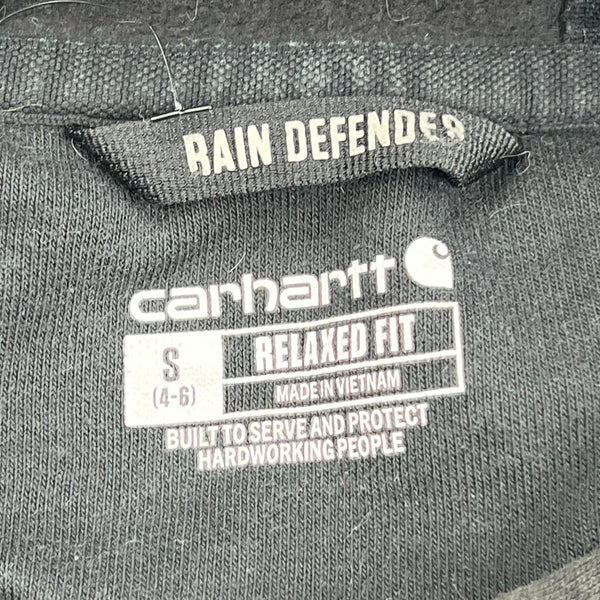 RAIN DEFENDER
carhartt
S
(4-6)
RELAXED FIT
MADE IN VIETNAM
BUILT TO SERVE AND PROTECT
HARDWORKING PEOPLE